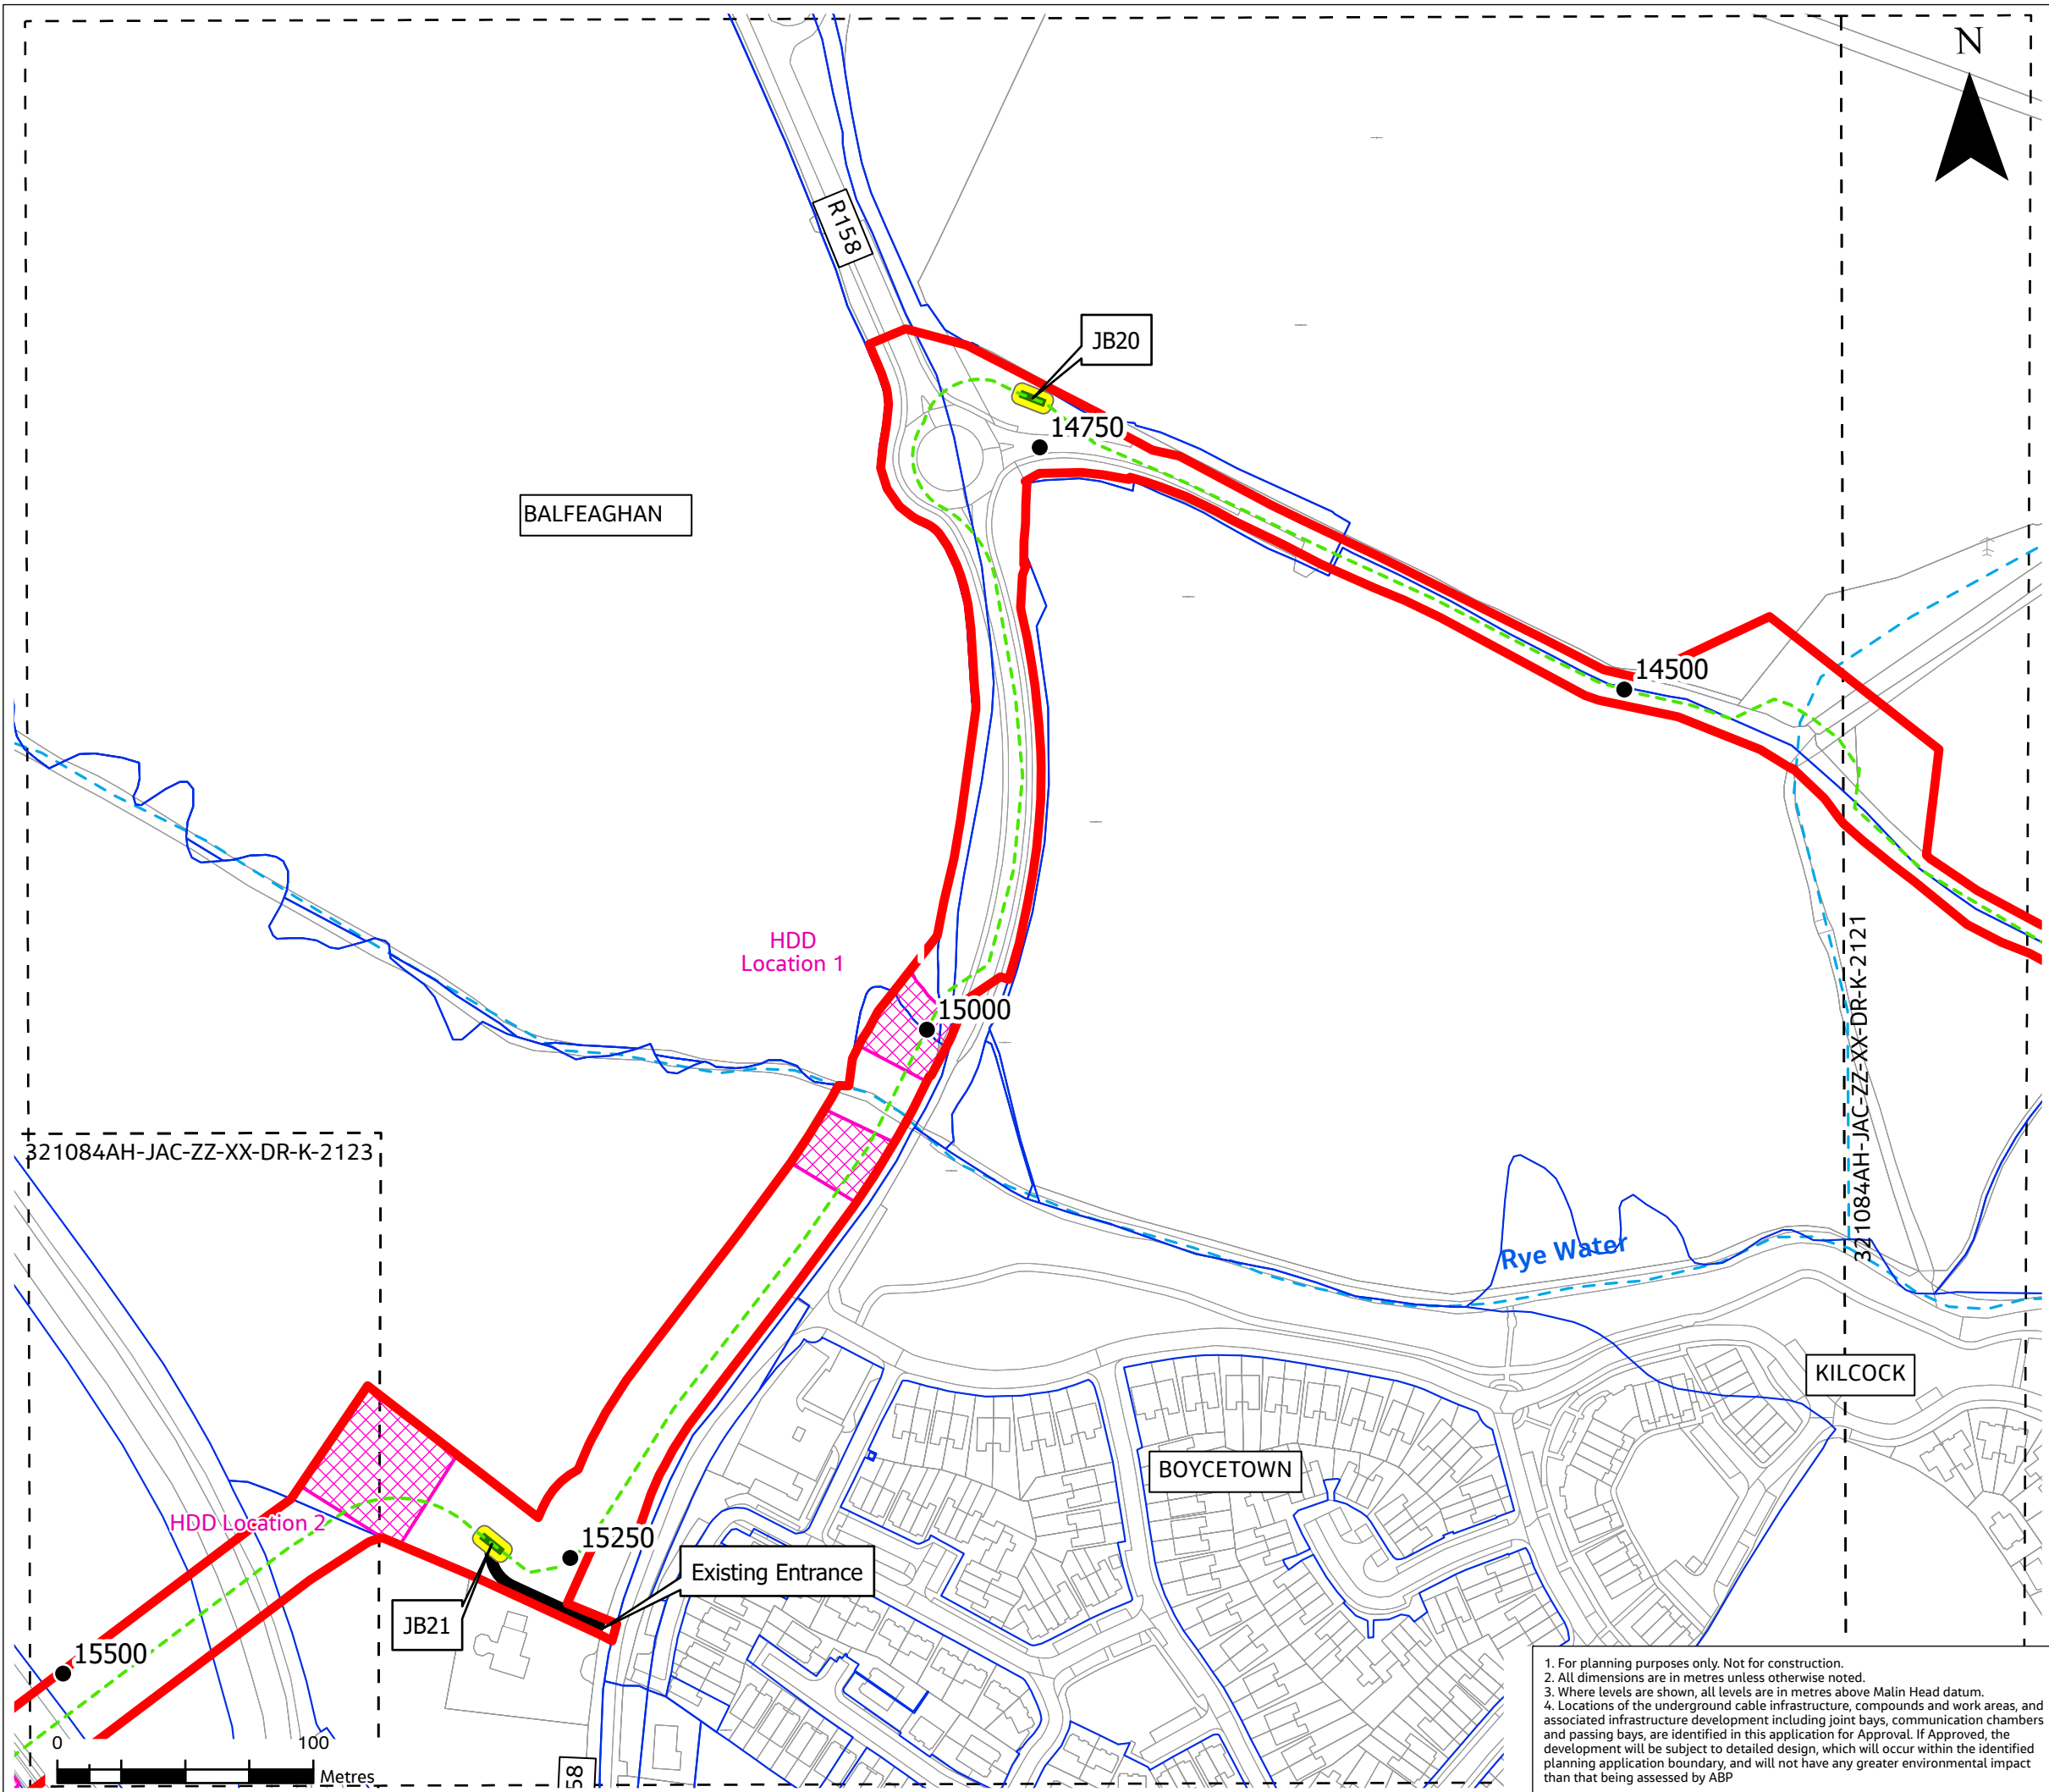 N
R158
JB20
14750
BALFEAGHAN
14500
HDD
Location 1
15000
321084AH-JAC-ZZ-XX-DR-K-2121
321084AH-JAC-ZZ-XX-DR-K-2123
Rye Water
KILCOCK
BOYCETOWN
HDD Location 2
15250
Existing Entrance
JB21
15500
0 100
Metres
58
1. For planning purposes only. Not for construction.
2. All dimensions are in metres unless otherwise noted.
3. Where levels are shown, all levels are in metres above Malin Head datum.
4. Locations of the underground cable infrastructure, compounds and work areas, and
associated infrastructure development including joint bays, communication chambers
and passing bays, are identified in this application for Approval. If Approved, the
development will be subject to detailed design, which will occur within the identified
planning application boundary, and will not have any greater environmental impact
than that being assessed by ABP